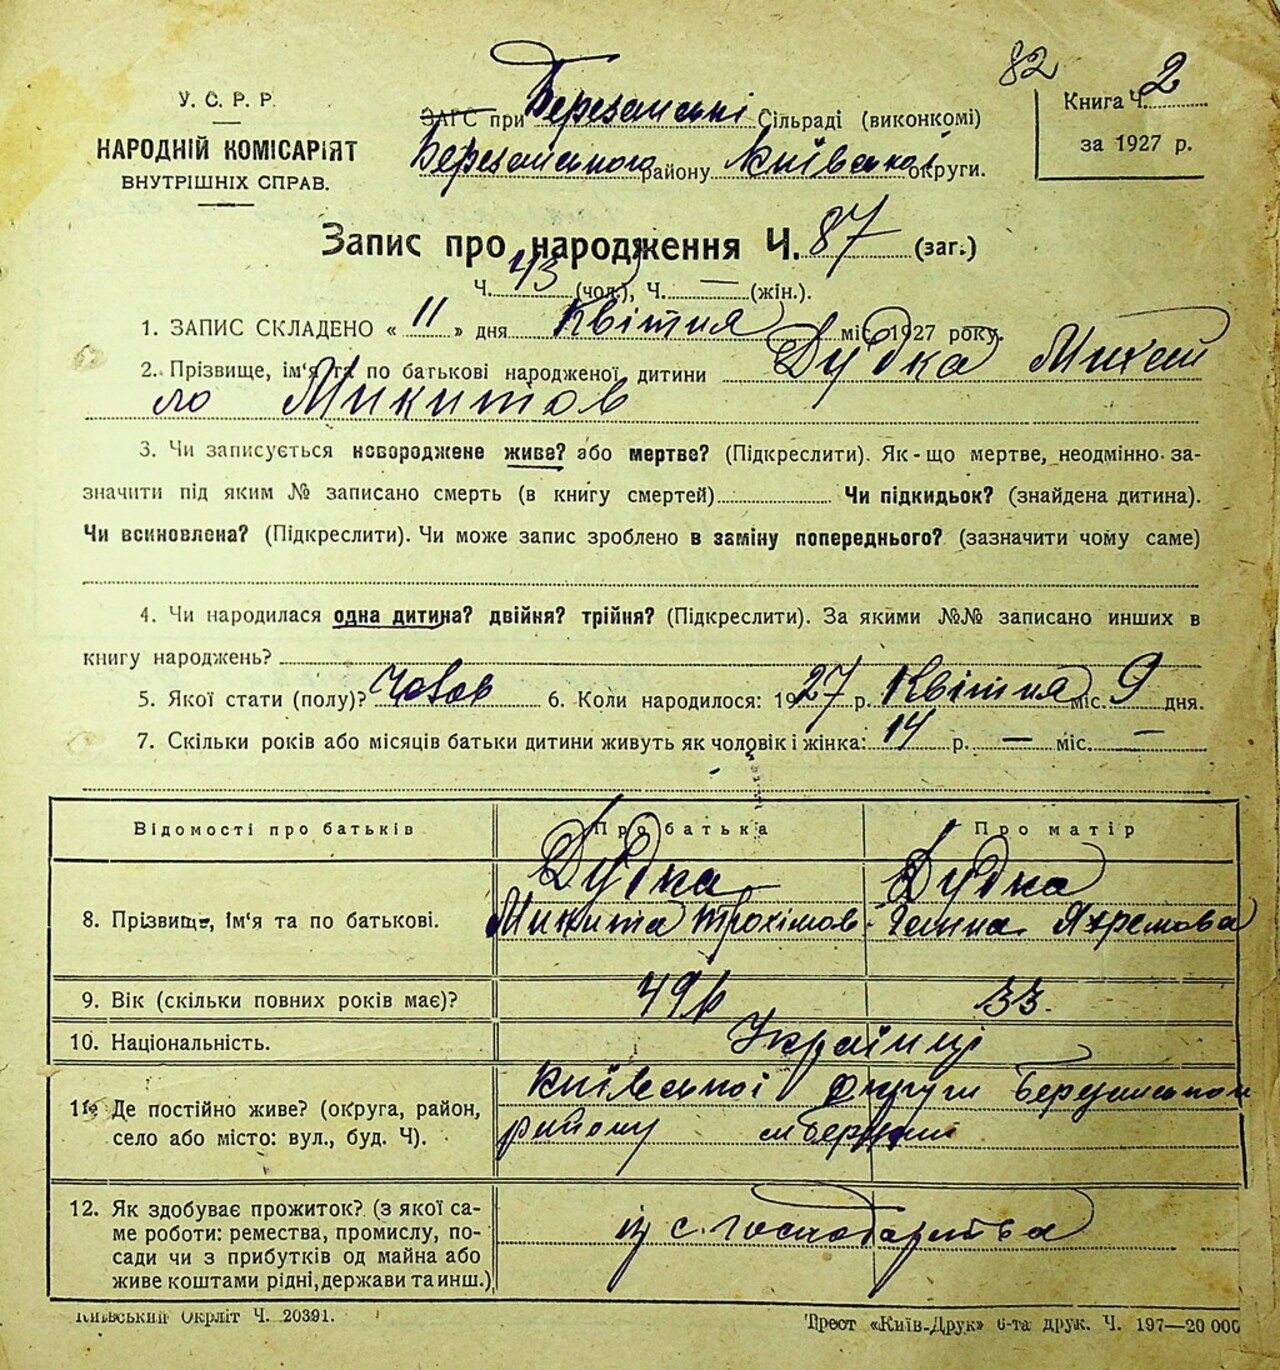 82
У. С. Р. Р.
НАРОДНІЙ КОМІСАРІЯТ
ВНУТРІШНІХ СПРАВ.
ЗАГС при Березанські Сільраді (виконкомі)
Березанського району Київської округи.
Книга Ч. 2
за 1927 р.
Запис про народження Ч. 87 (заг.)
Ч. 43 (чол.), Ч. — (жін.).
1. ЗАПИС СКЛАДЕНО « 11 » дня Квітня міс. 1927 року.
2. Прізвище, ім‘я та по батькові народженої дитини Дудка Михай
ло Микитов
3. Чи записується новороджене живе? або мертве? (Підкреслити). Як-що мертве, неодмінно за-
значити під яким № записано смерть (в книгу смертей) Чи підкидьок? (знайдена дитина).
Чи всиновлена? (Підкреслити). Чи може запис зроблено в заміну попереднього? (зазначити чому саме)
4. Чи народилася одна дитина? двійня? трійня? (Підкреслити). За якими №№ записано инших в
книгу народжень?
5. Якої стати (полу)? Чолов 6. Коли народилося: 1927 р. Квітня міс. 9 дня.
7. Скільки років або місяців батьки дитини живуть як чоловік і жінка: 14 р. — міс. —
Відомості про батьків Про батька Про матір
8. Прізвище, ім‘я та по батькові. Дудка Дудка
Микита Трохимов Ганна Яхремова
9. Вік (скільки повних років має)? 49 р 33.
10. Національність. Українці
11. Де постійно живе? (округа, район,
село або місто: вул., буд. Ч).
Київської округи Березанського
району м Березань
12. Як здобуває прожиток? (з якої са-
ме роботи: ремества, промислу, по-
сади чи з прибутків од майна або
живе коштами рідні, держави та инш.)
із с. господарства
Київський Окрліт Ч. 20391.
Трест «Київ-Друк» 6-та друк. Ч. 197—20 000